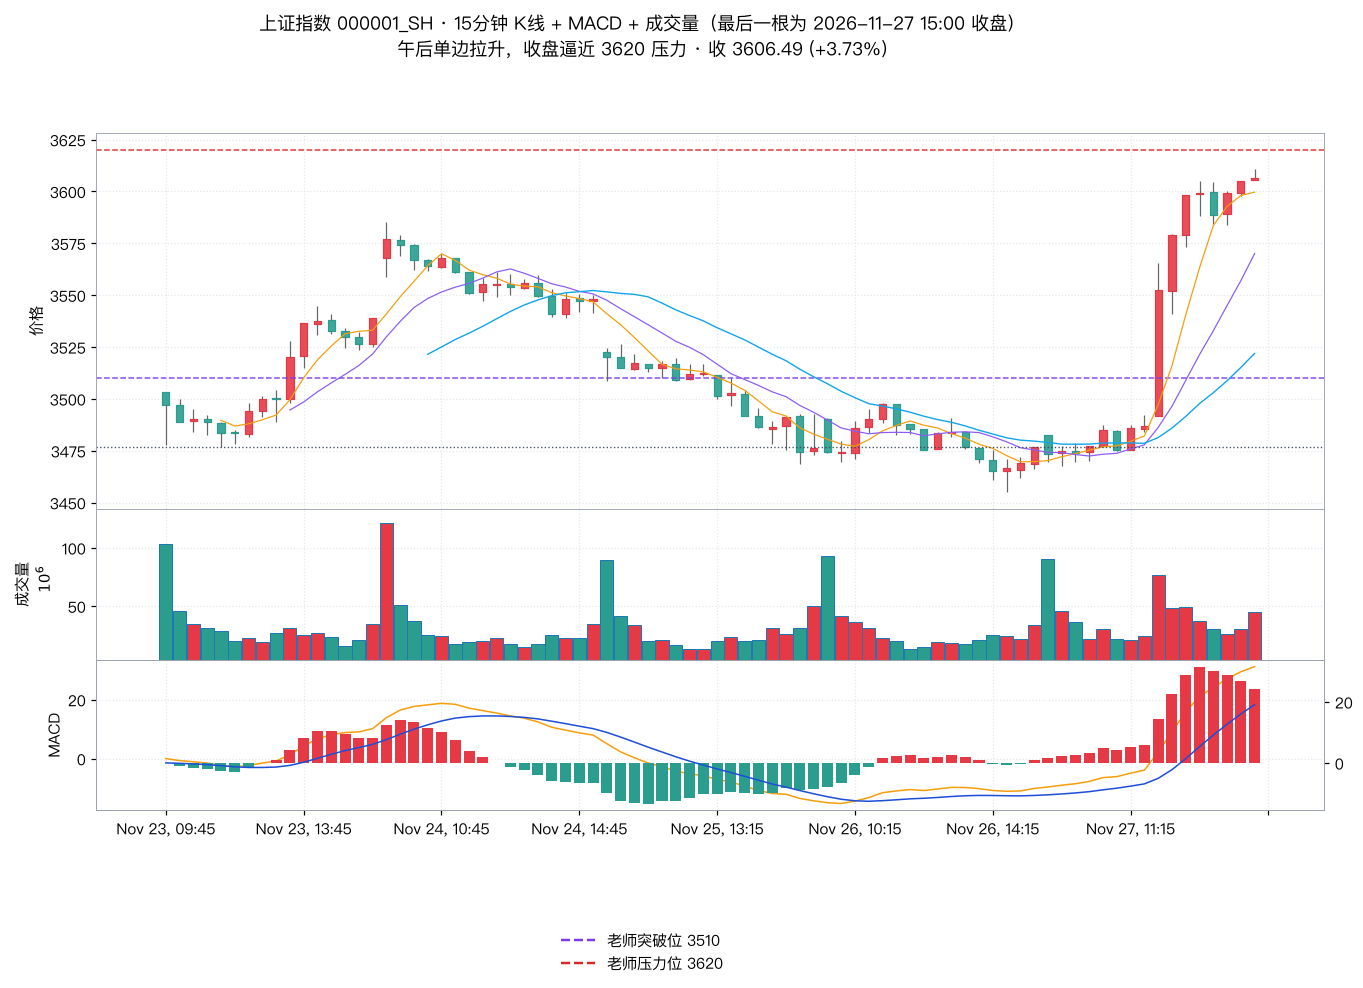 上证指数 000001_SH · 15分钟 K线 + MACD + 成交量（最后一根为 2026−11−27 15:00 收盘）
午后单边拉升，收盘逼近 3620 压力 · 收 3606.49 (+3.73%)
价格
3625
3600
3575
3550
3525
3500
3475
3450
成交量
10⁶
100
50
MACD
20
0
20
0
Nov 23, 09:45
Nov 23, 13:45
Nov 24, 10:45
Nov 24, 14:45
Nov 25, 13:15
Nov 26, 10:15
Nov 26, 14:15
Nov 27, 11:15
老师突破位 3510
老师压力位 3620